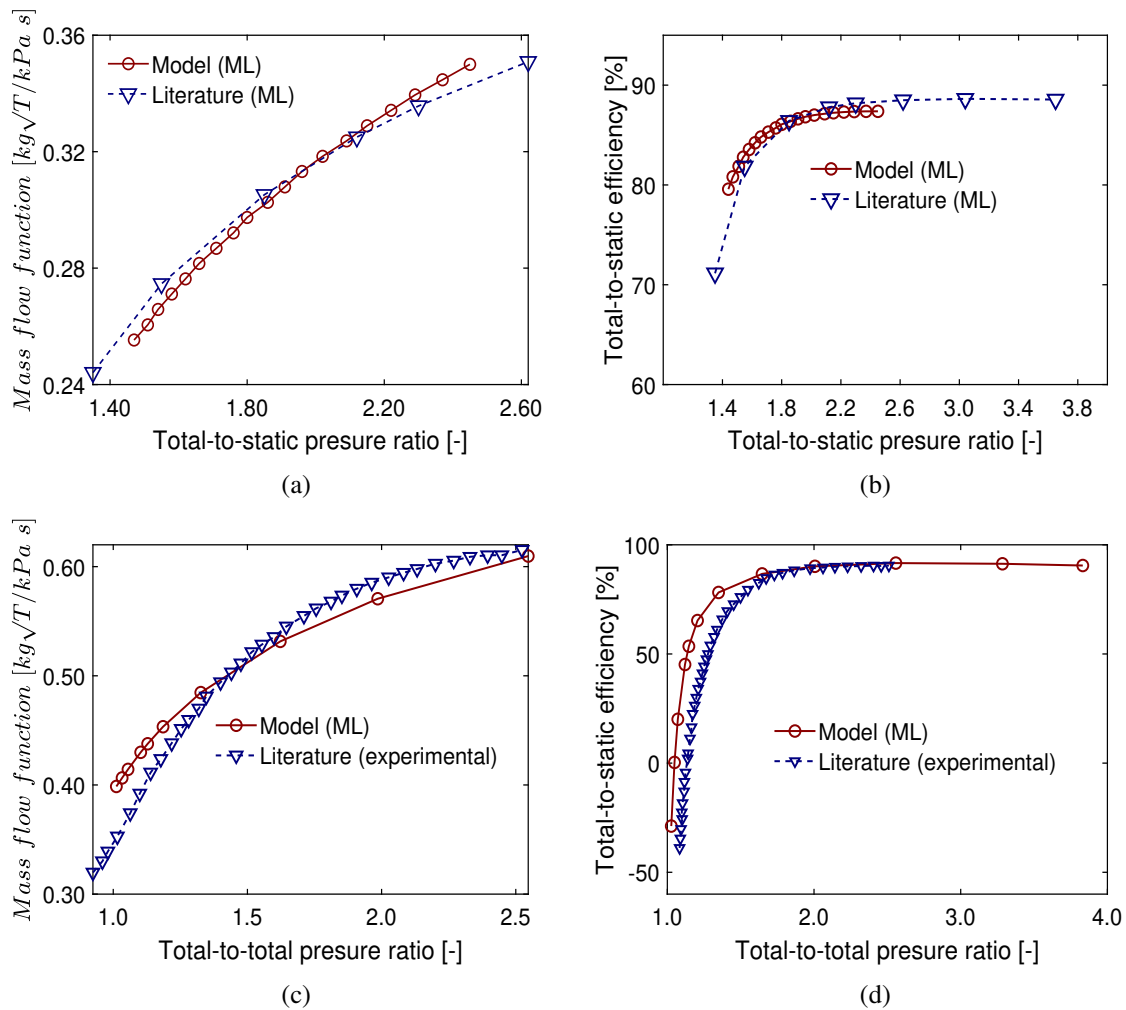 Mass flow function [kg√T/kPa s]
0.36
0.32
0.28
0.24
Model (ML)
Literature (ML)
1.40
1.80
2.20
2.60
Total-to-static presure ratio [-]
(a)
Total-to-static efficiency [%]
90
80
70
60
Model (ML)
Literature (ML)
1.4
1.8
2.2
2.6
3.0
3.4
3.8
Total-to-static presure ratio [-]
(b)
Mass flow function [kg√T/kPa s]
0.60
0.50
0.40
0.30
Model (ML)
Literature (experimental)
1.0
1.5
2.0
2.5
Total-to-total presure ratio [-]
(c)
Total-to-static efficiency [%]
100
50
0
-50
Model (ML)
Literature (experimental)
1.0
2.0
3.0
4.0
Total-to-total presure ratio [-]
(d)